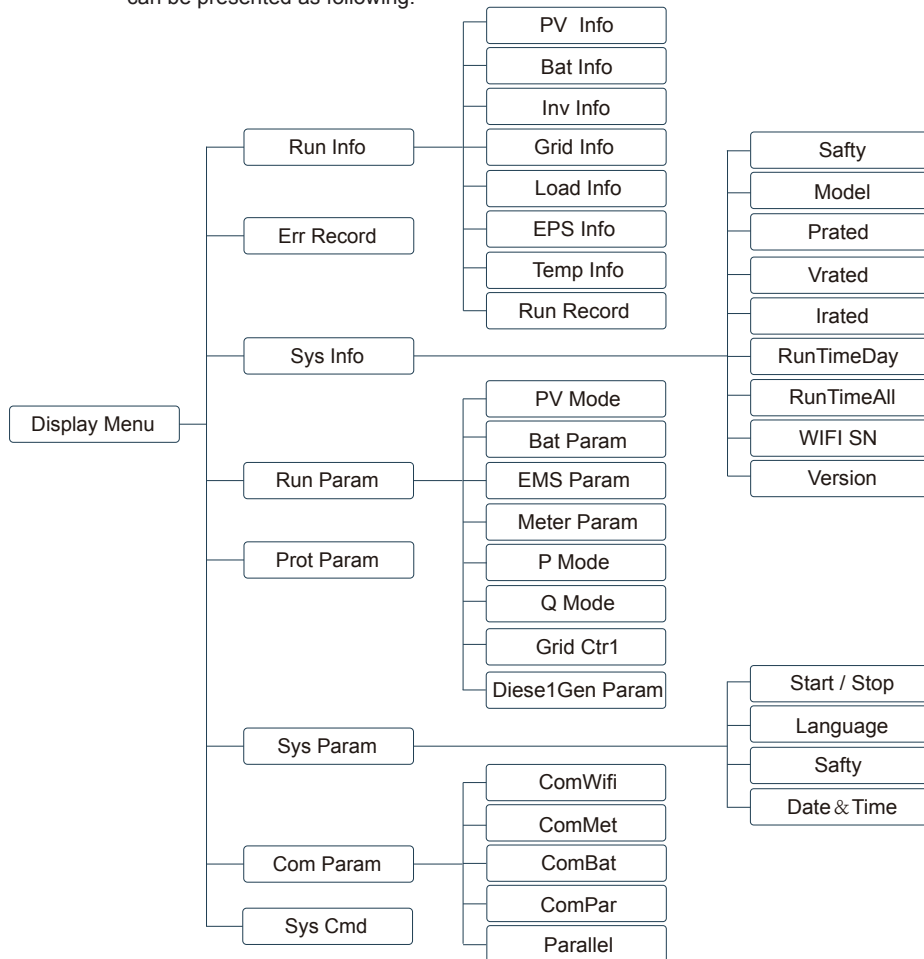 can be presented as following:
Display Menu
Run Info
PV Info
Bat Info
Inv Info
Grid Info
Load Info
EPS Info
Temp Info
Run Record
Err Record
Sys Info
Safty
Model
Prated
Vrated
Irated
RunTimeDay
RunTimeAll
WIFI SN
Version
Run Param
PV Mode
Bat Param
EMS Param
Meter Param
P Mode
Q Mode
Grid Ctr1
Diese1Gen Param
Prot Param
Sys Param
Start / Stop
Language
Safty
Date & Time
Com Param
ComWifi
ComMet
ComBat
ComPar
Parallel
Sys Cmd